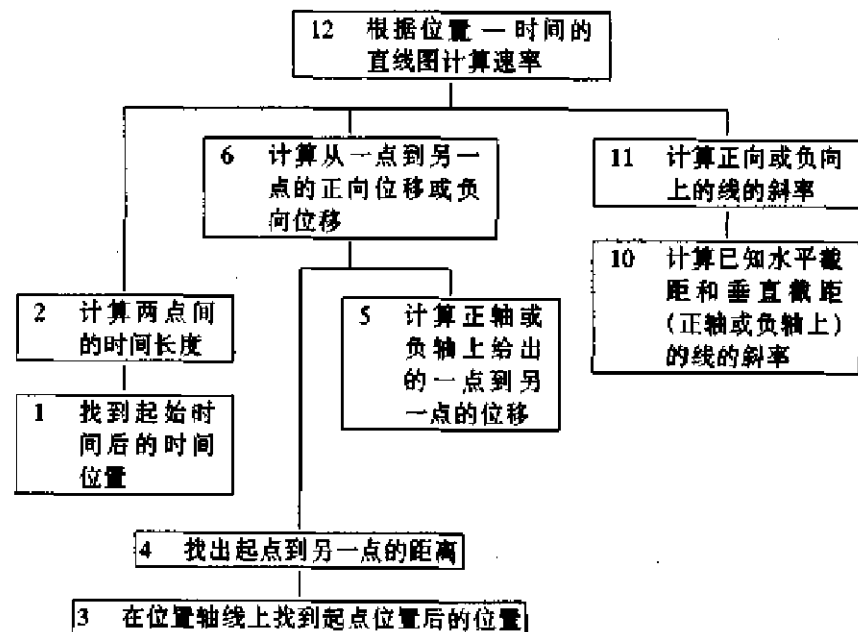 12 根据位置—时间的
直线图计算速率
6 计算从一点到另一
点的正向位移或负
向位移
11 计算正向或负向
上的线的斜率
10 计算已知水平截
距和垂直截距
(正轴或负轴上)
的线的斜率
2 计算两点间
的时间长度
5 计算正轴或
负轴上给出
的一点到另
一点的位移
1 找到起始时
间后的时间
位置
4 找出起点到另一点的距离
3 在位置轴线上找到起点位置后的位置